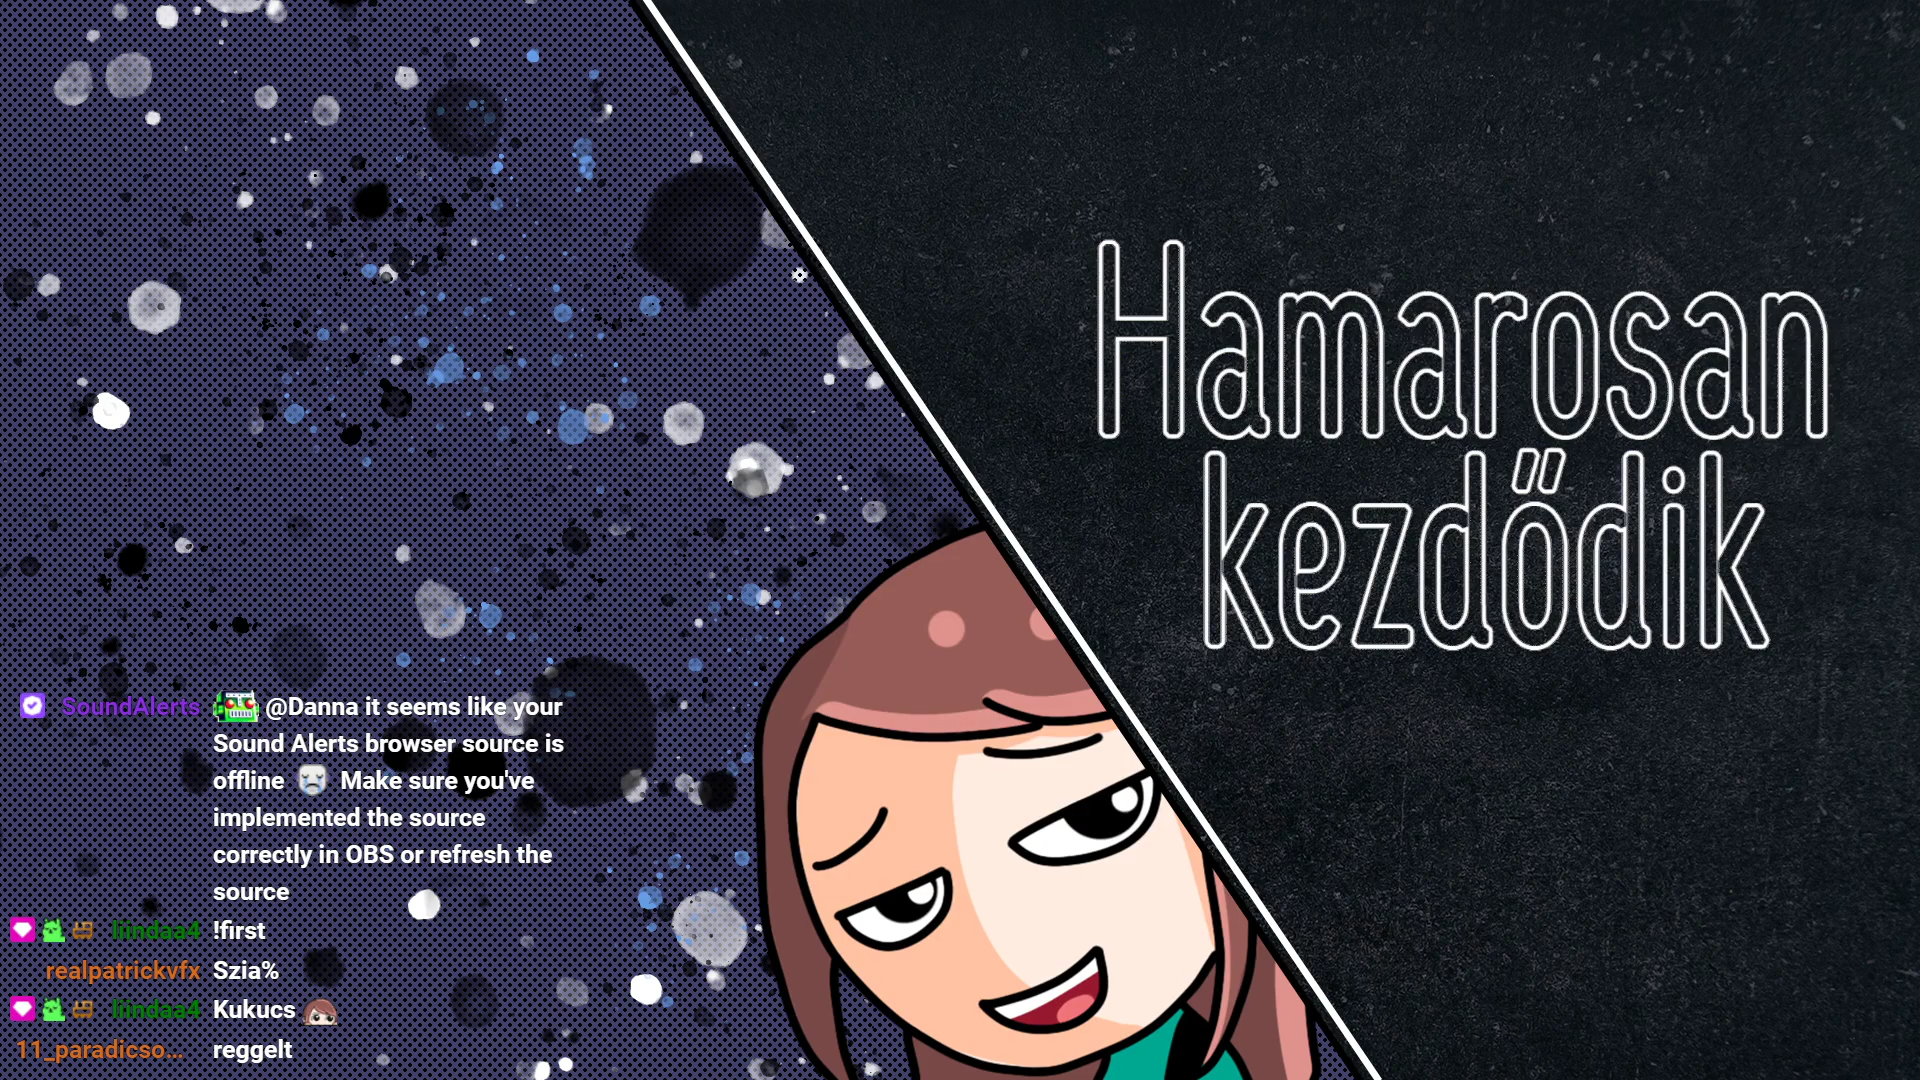 Hamarosan
kezdődik
SoundAlerts @Danna it seems like your
Sound Alerts browser source is
offline Make sure you've
implemented the source
correctly in OBS or refresh the
source
liindaa4 !first
realpatrickvfx Szia%
liindaa4 Kukucs
11_paradicso... reggelt